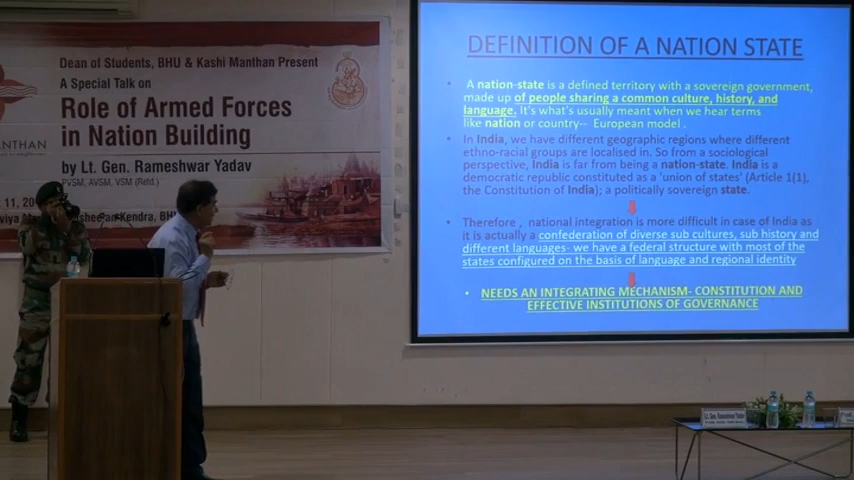 Dean of Students, BHU & Kashi Manthan Present
A Special Talk on
Role of Armed Forces
in Nation Building
by Lt. Gen. Rameshwar Yadav
PVSM, AVSM, VSM (Retd.)
11, 20
BHU
ANTHAN
DEFINITION OF A NATION STATE
• A nation-state is a defined territory with a sovereign government,
made up of people sharing a common culture, history, and
language. It's what's usually meant when we hear terms
like nation or country-- European model .
• In India, we have different geographic regions where different
ethno-racial groups are localised in. So from a sociological
perspective, India is far from being a nation-state. India is a
democratic republic constituted as a 'union of states' (Article 1(1),
the Constitution of India); a politically sovereign state.
• Therefore , national integration is more difficult in case of India as
it is actually a confederation of diverse sub cultures, sub history and
different languages- we have a federal structure with most of the
states configured on the basis of language and regional identity
• NEEDS AN INTEGRATING MECHANISM- CONSTITUTION AND
EFFECTIVE INSTITUTIONS OF GOVERNANCE
Lt. Gen. Rameshwar Yadav